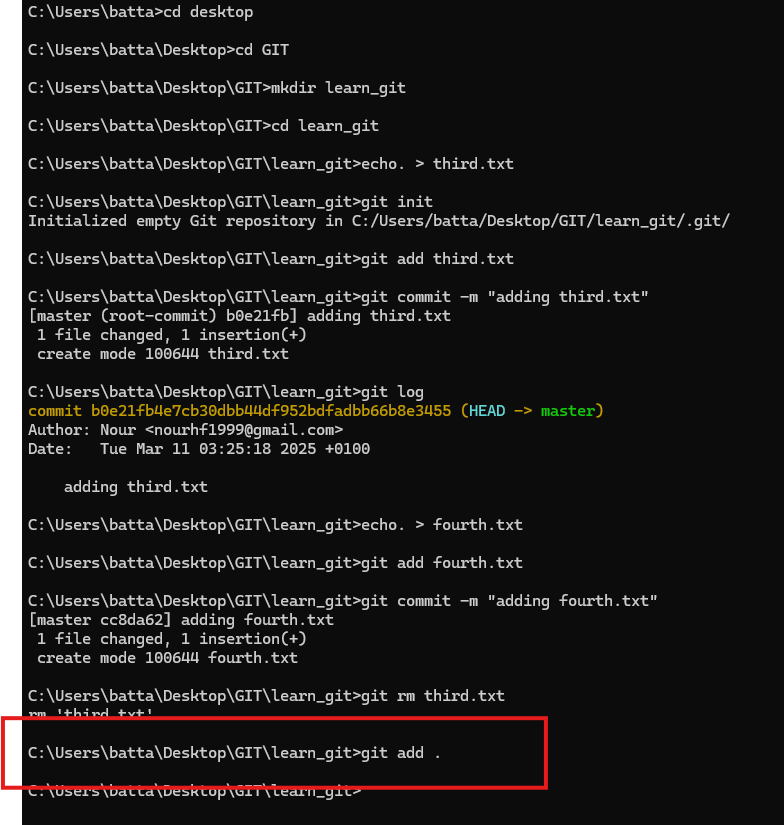 C:\Users\batta>cd desktop
C:\Users\batta\Desktop>cd GIT
C:\Users\batta\Desktop\GIT>mkdir learn_git
C:\Users\batta\Desktop\GIT>cd learn_git
C:\Users\batta\Desktop\GIT\learn_git>echo. > third.txt
C:\Users\batta\Desktop\GIT\learn_git>git init
Initialized empty Git repository in C:/Users/batta/Desktop/GIT/learn_git/.git/
C:\Users\batta\Desktop\GIT\learn_git>git add third.txt
C:\Users\batta\Desktop\GIT\learn_git>git commit -m "adding third.txt"
[master (root-commit) b0e21fb] adding third.txt
 1 file changed, 1 insertion(+)
 create mode 100644 third.txt
C:\Users\batta\Desktop\GIT\learn_git>git log
commit b0e21fb4e7cb30dbb44df952bdfadbb66b8e3455 (HEAD -> master)
Author: Nour <nourhf1999@gmail.com>
Date:   Tue Mar 11 03:25:18 2025 +0100
    adding third.txt
C:\Users\batta\Desktop\GIT\learn_git>echo. > fourth.txt
C:\Users\batta\Desktop\GIT\learn_git>git add fourth.txt
C:\Users\batta\Desktop\GIT\learn_git>git commit -m "adding fourth.txt"
[master cc8da62] adding fourth.txt
 1 file changed, 1 insertion(+)
 create mode 100644 fourth.txt
C:\Users\batta\Desktop\GIT\learn_git>git rm third.txt
rm 'third.txt'
C:\Users\batta\Desktop\GIT\learn_git>git add .
C:\Users\batta\Desktop\GIT\learn_git>